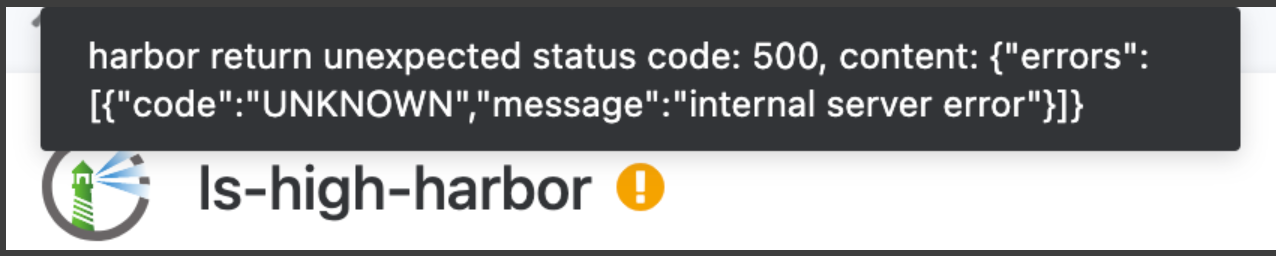 harbor return unexpected status code: 500, content: {"errors":
[{"code":"UNKNOWN","message":"internal server error"}]}
ls-high-harbor